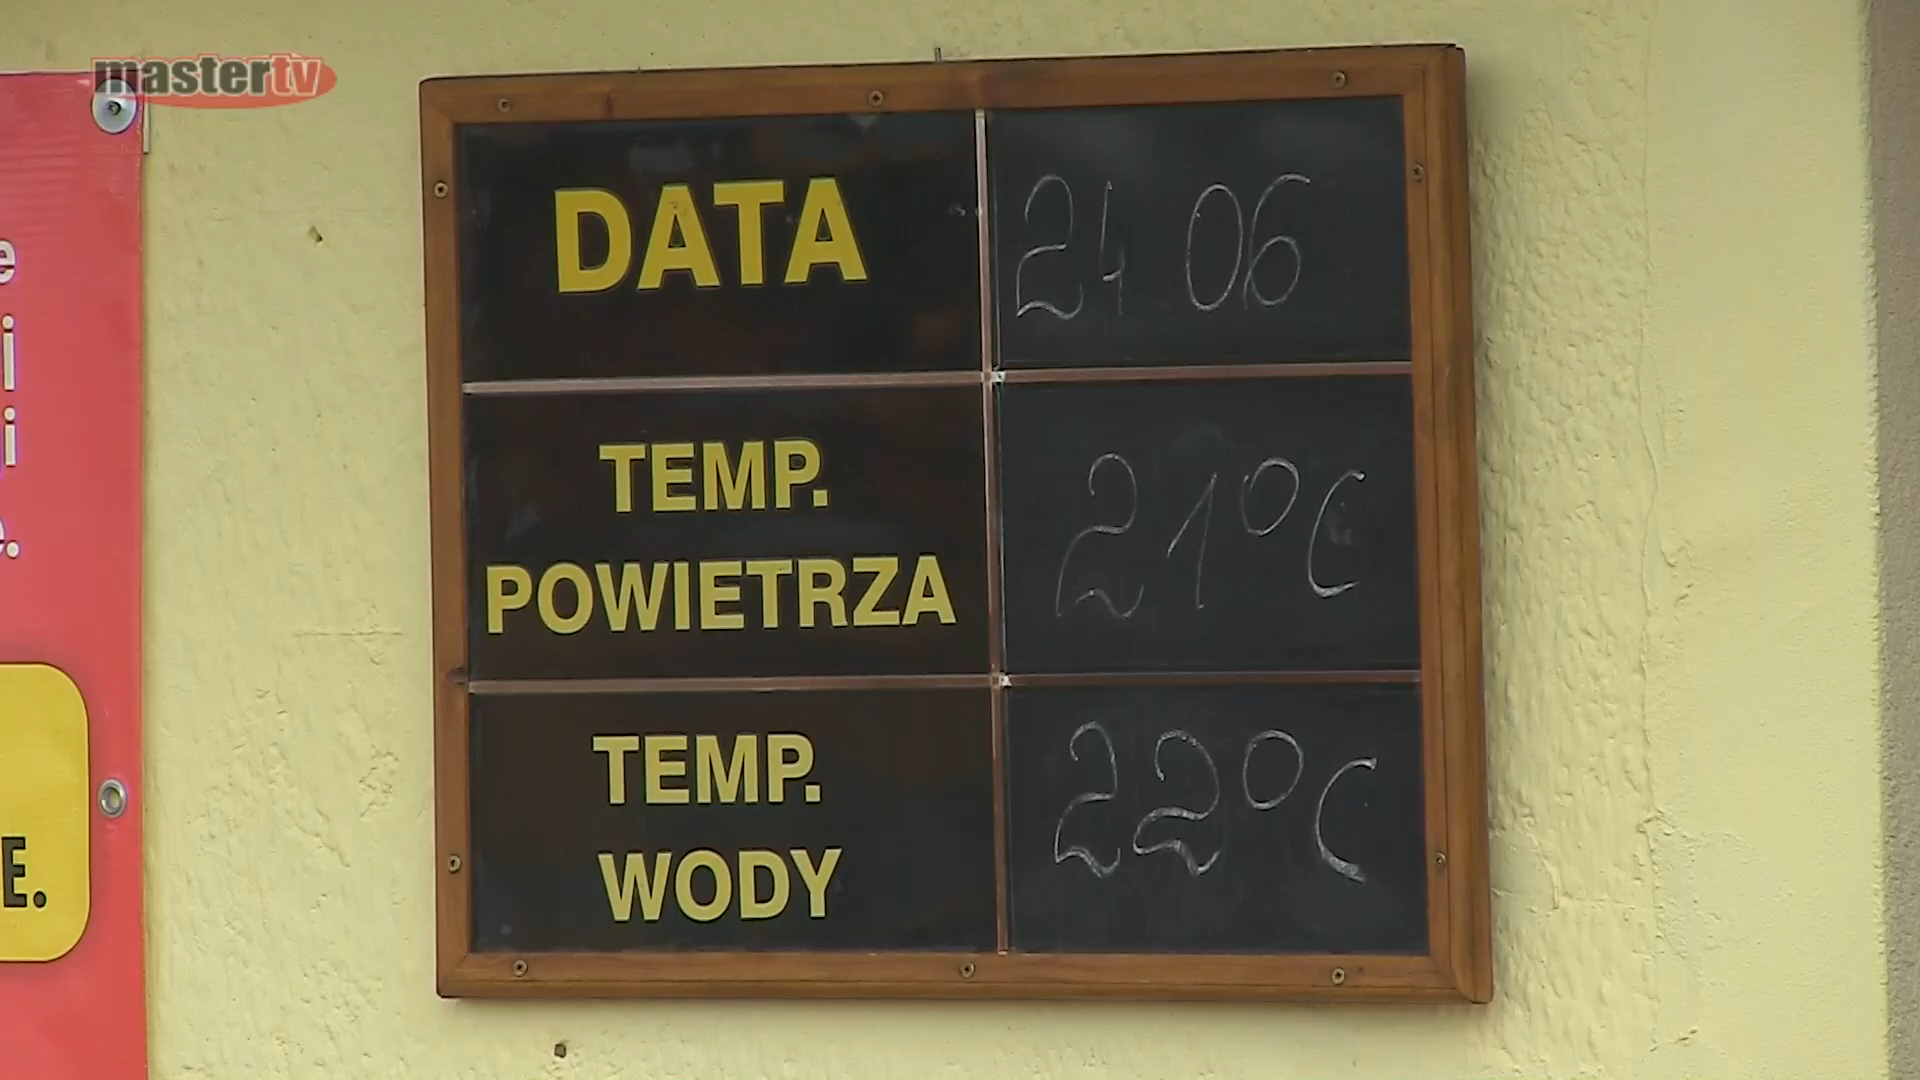 mastertv
DATA 24 06
TEMP.
POWIETRZA 21°C
TEMP.
WODY 22°C
E.